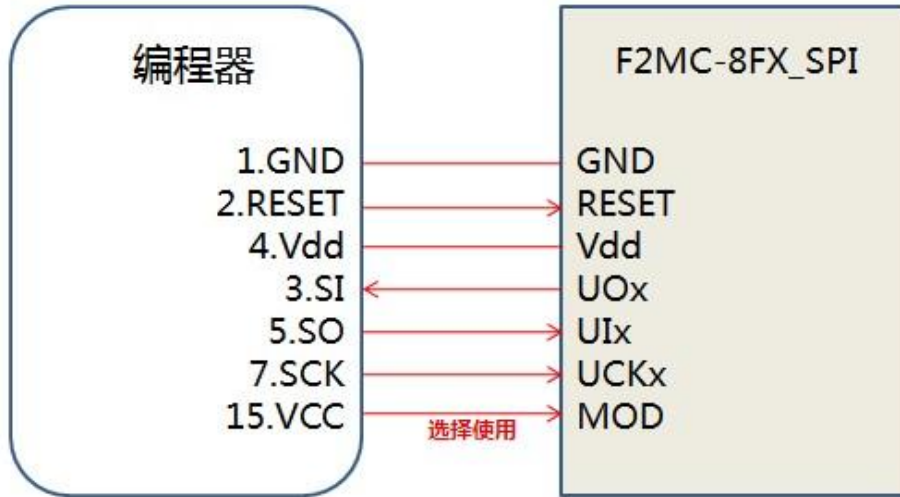 编程器 F2MC-8FX_SPI
1.GND GND
2.RESET RESET
4.Vdd Vdd
3.SI UOx
5.SO UIx
7.SCK UCKx
15.VCC 选择使用 MOD